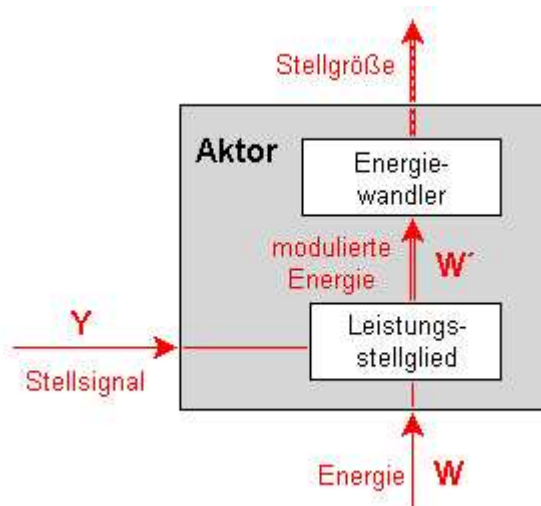 Stellgröße
Aktor
Energie-
wandler
modulierte
Energie
W´
Y
Stellsignal
Leistungs-
stellglied
Energie
W